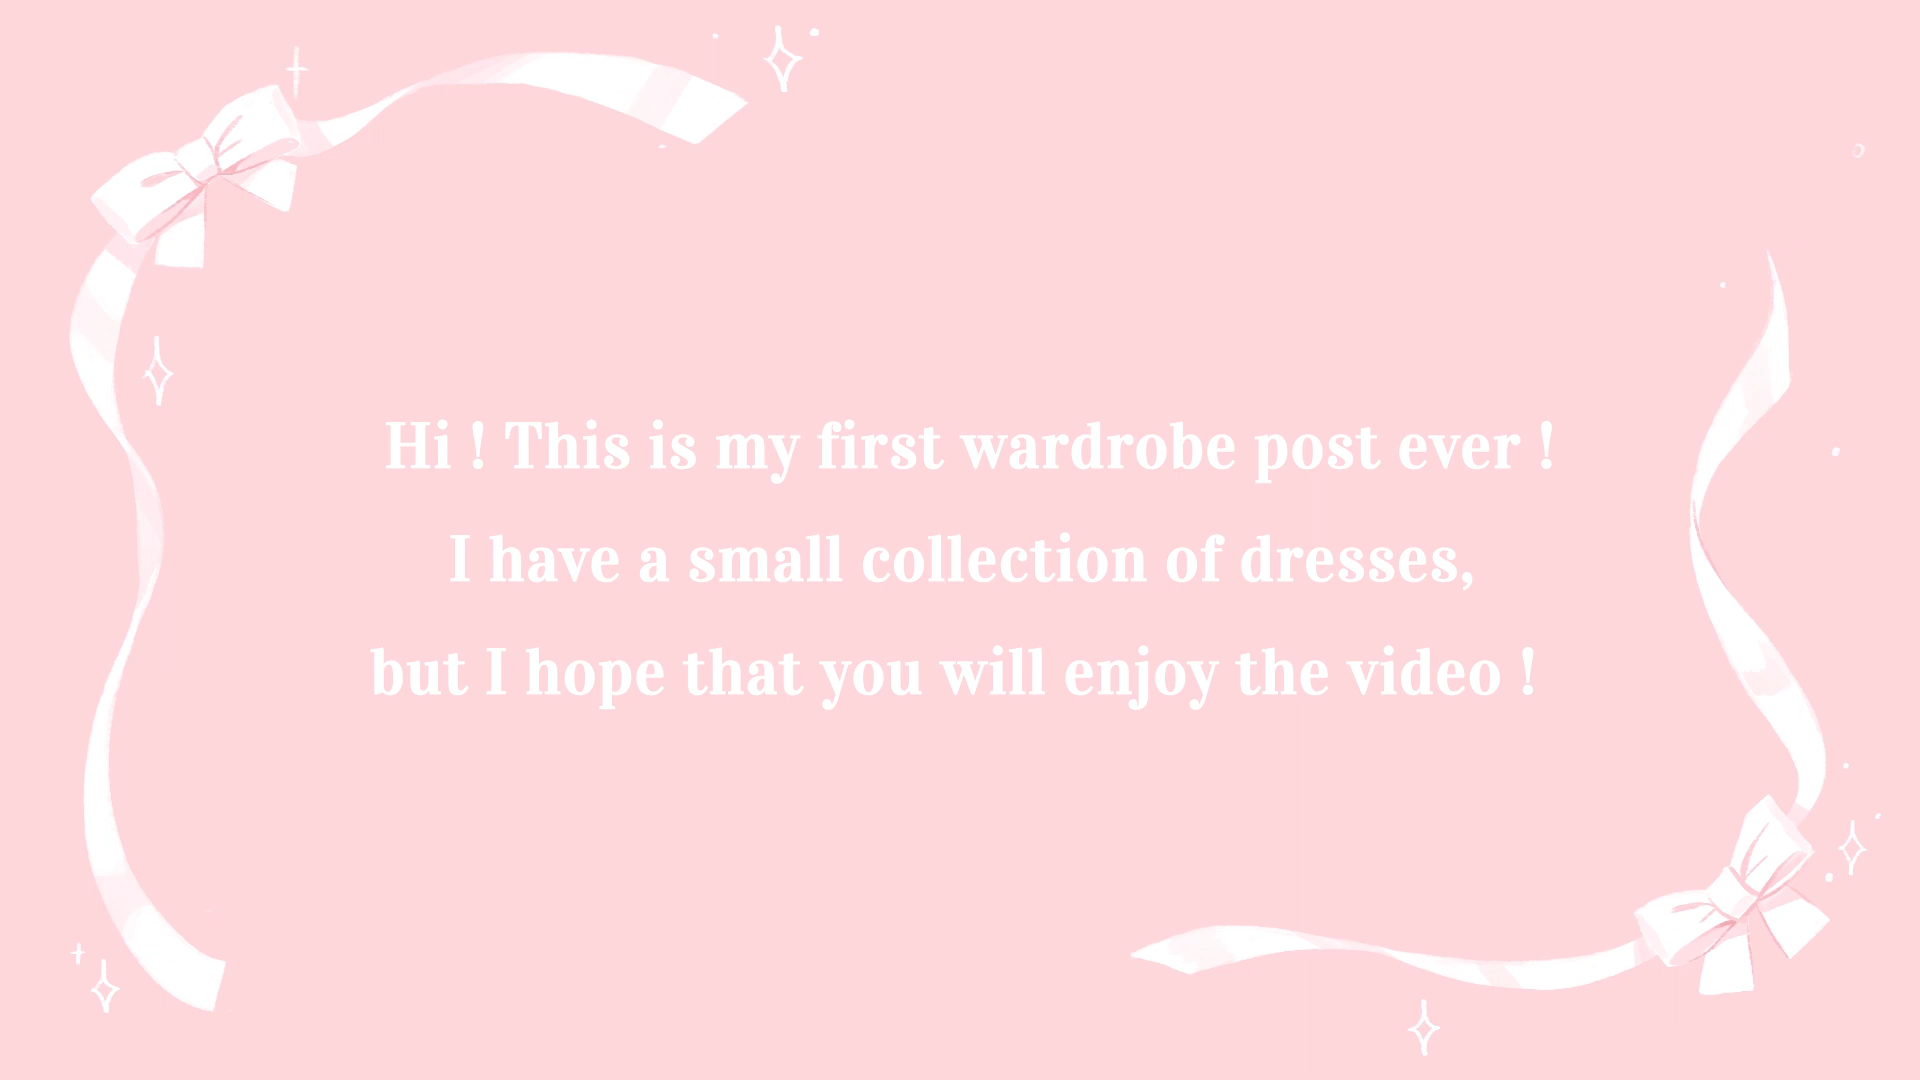 Hi ! This is my first wardrobe post ever !
I have a small collection of dresses,
but I hope that you will enjoy the video !